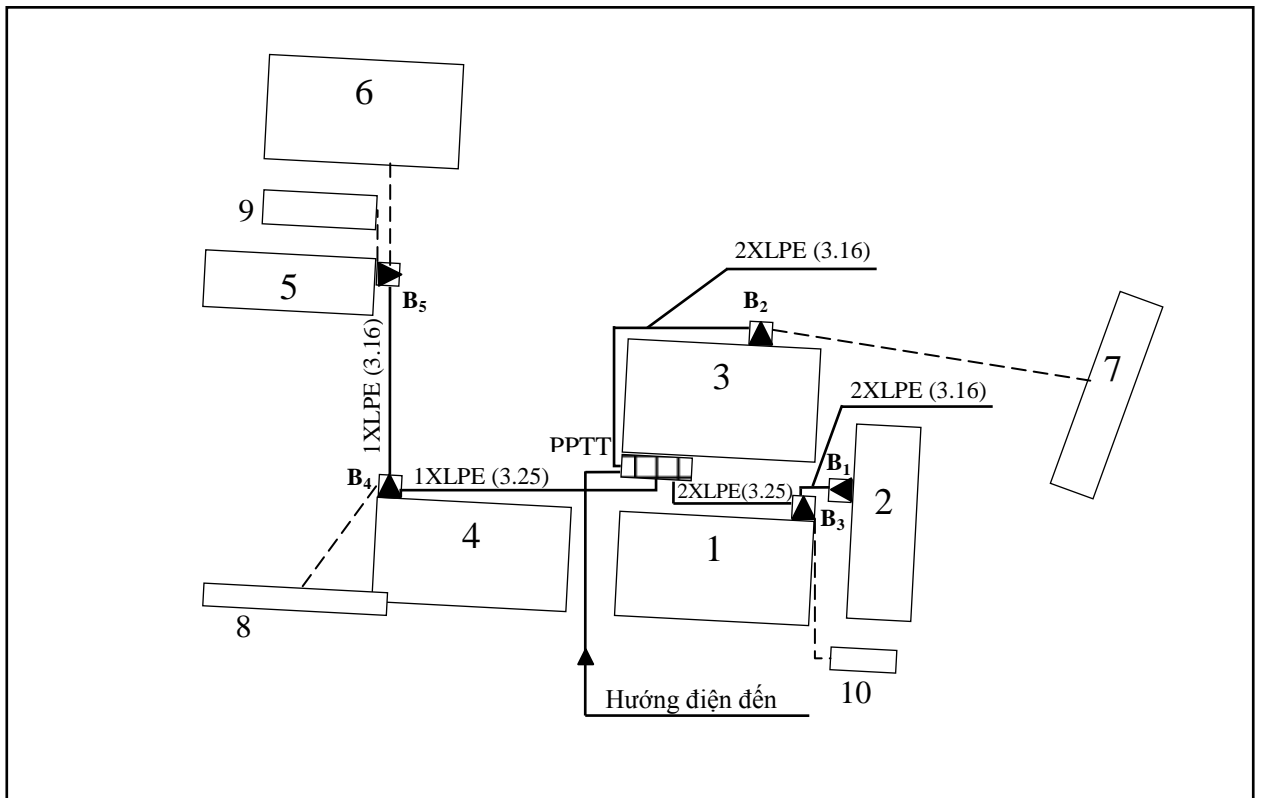 6
9
2XLPE (3.16)
5
B5
B2
1XLPE (3.16)
7
3
2XLPE (3.16)
PPTT
B4
1XLPE (3.25)
B1
2XLPE(3.25)
2
B3
4
1
8
10
Hướng điện đến